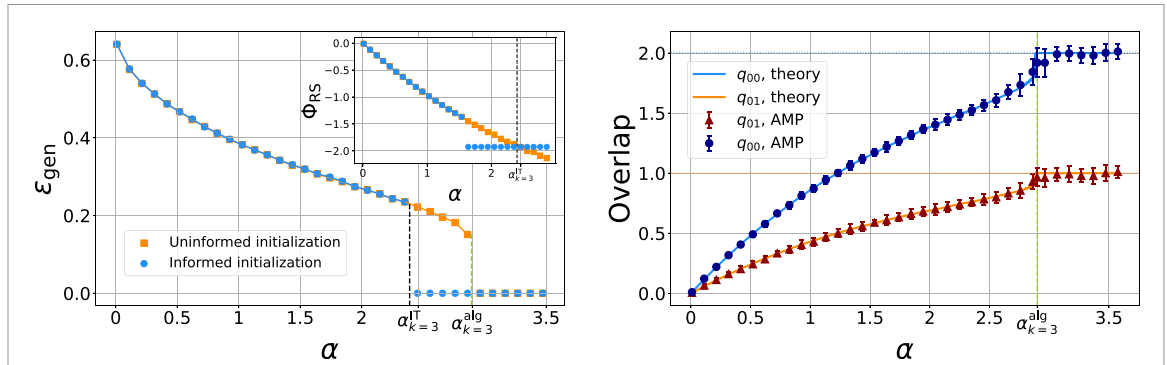 0.6
0.4
0.2
0.0
ε_gen
0
0.5
1
1.5
2
α^IT_{k=3}
α^alg_{k=3}
3.5
α
Uninformed initialization
Informed initialization
0.0
−0.5
−1.0
−1.5
−2.0
Φ_RS
0
1
2
α^IT_{k=3}
α
2.0
1.5
1.0
0.5
0.0
Overlap
q_00, theory
q_01, theory
q_01, AMP
q_00, AMP
0
0.5
1
1.5
2
α^alg_{k=3}
3.5
α